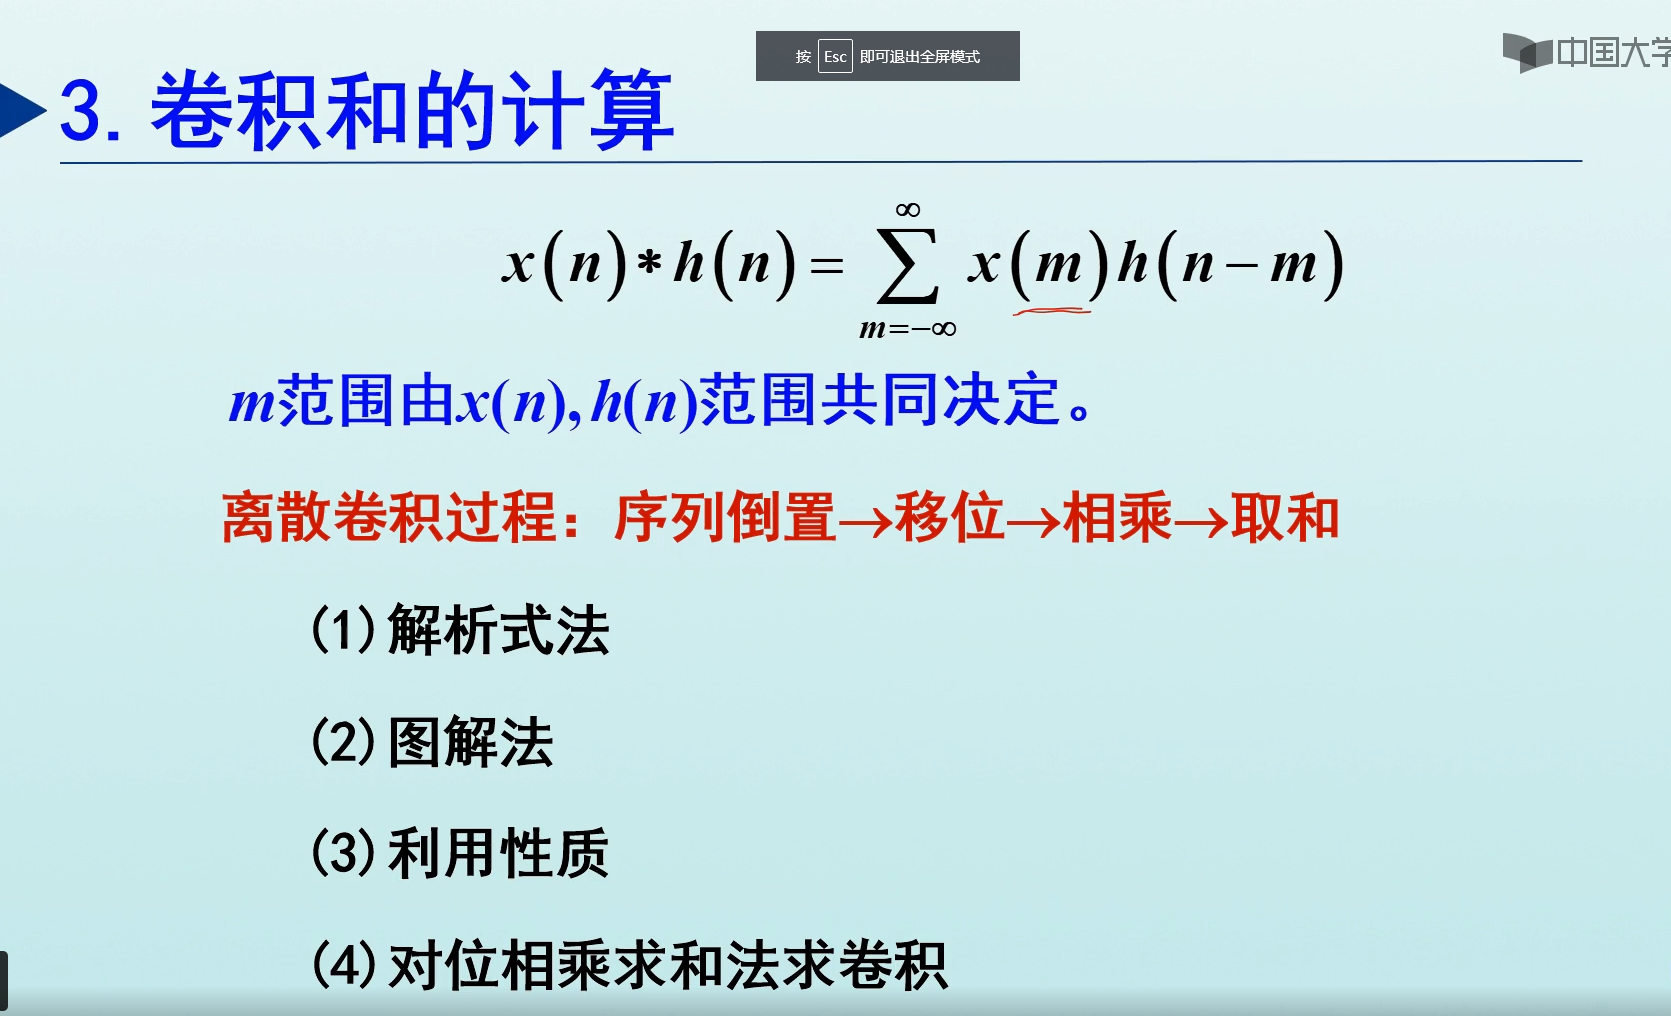 按 Esc 即可退出全屏模式
中国大学
3.卷积和的计算
x(n)*h(n)=∑_{m=-∞}^{∞} x(m)h(n-m)
m范围由x(n),h(n)范围共同决定。
离散卷积过程：序列倒置→移位→相乘→取和
(1)解析式法
(2)图解法
(3)利用性质
(4)对位相乘求和法求卷积